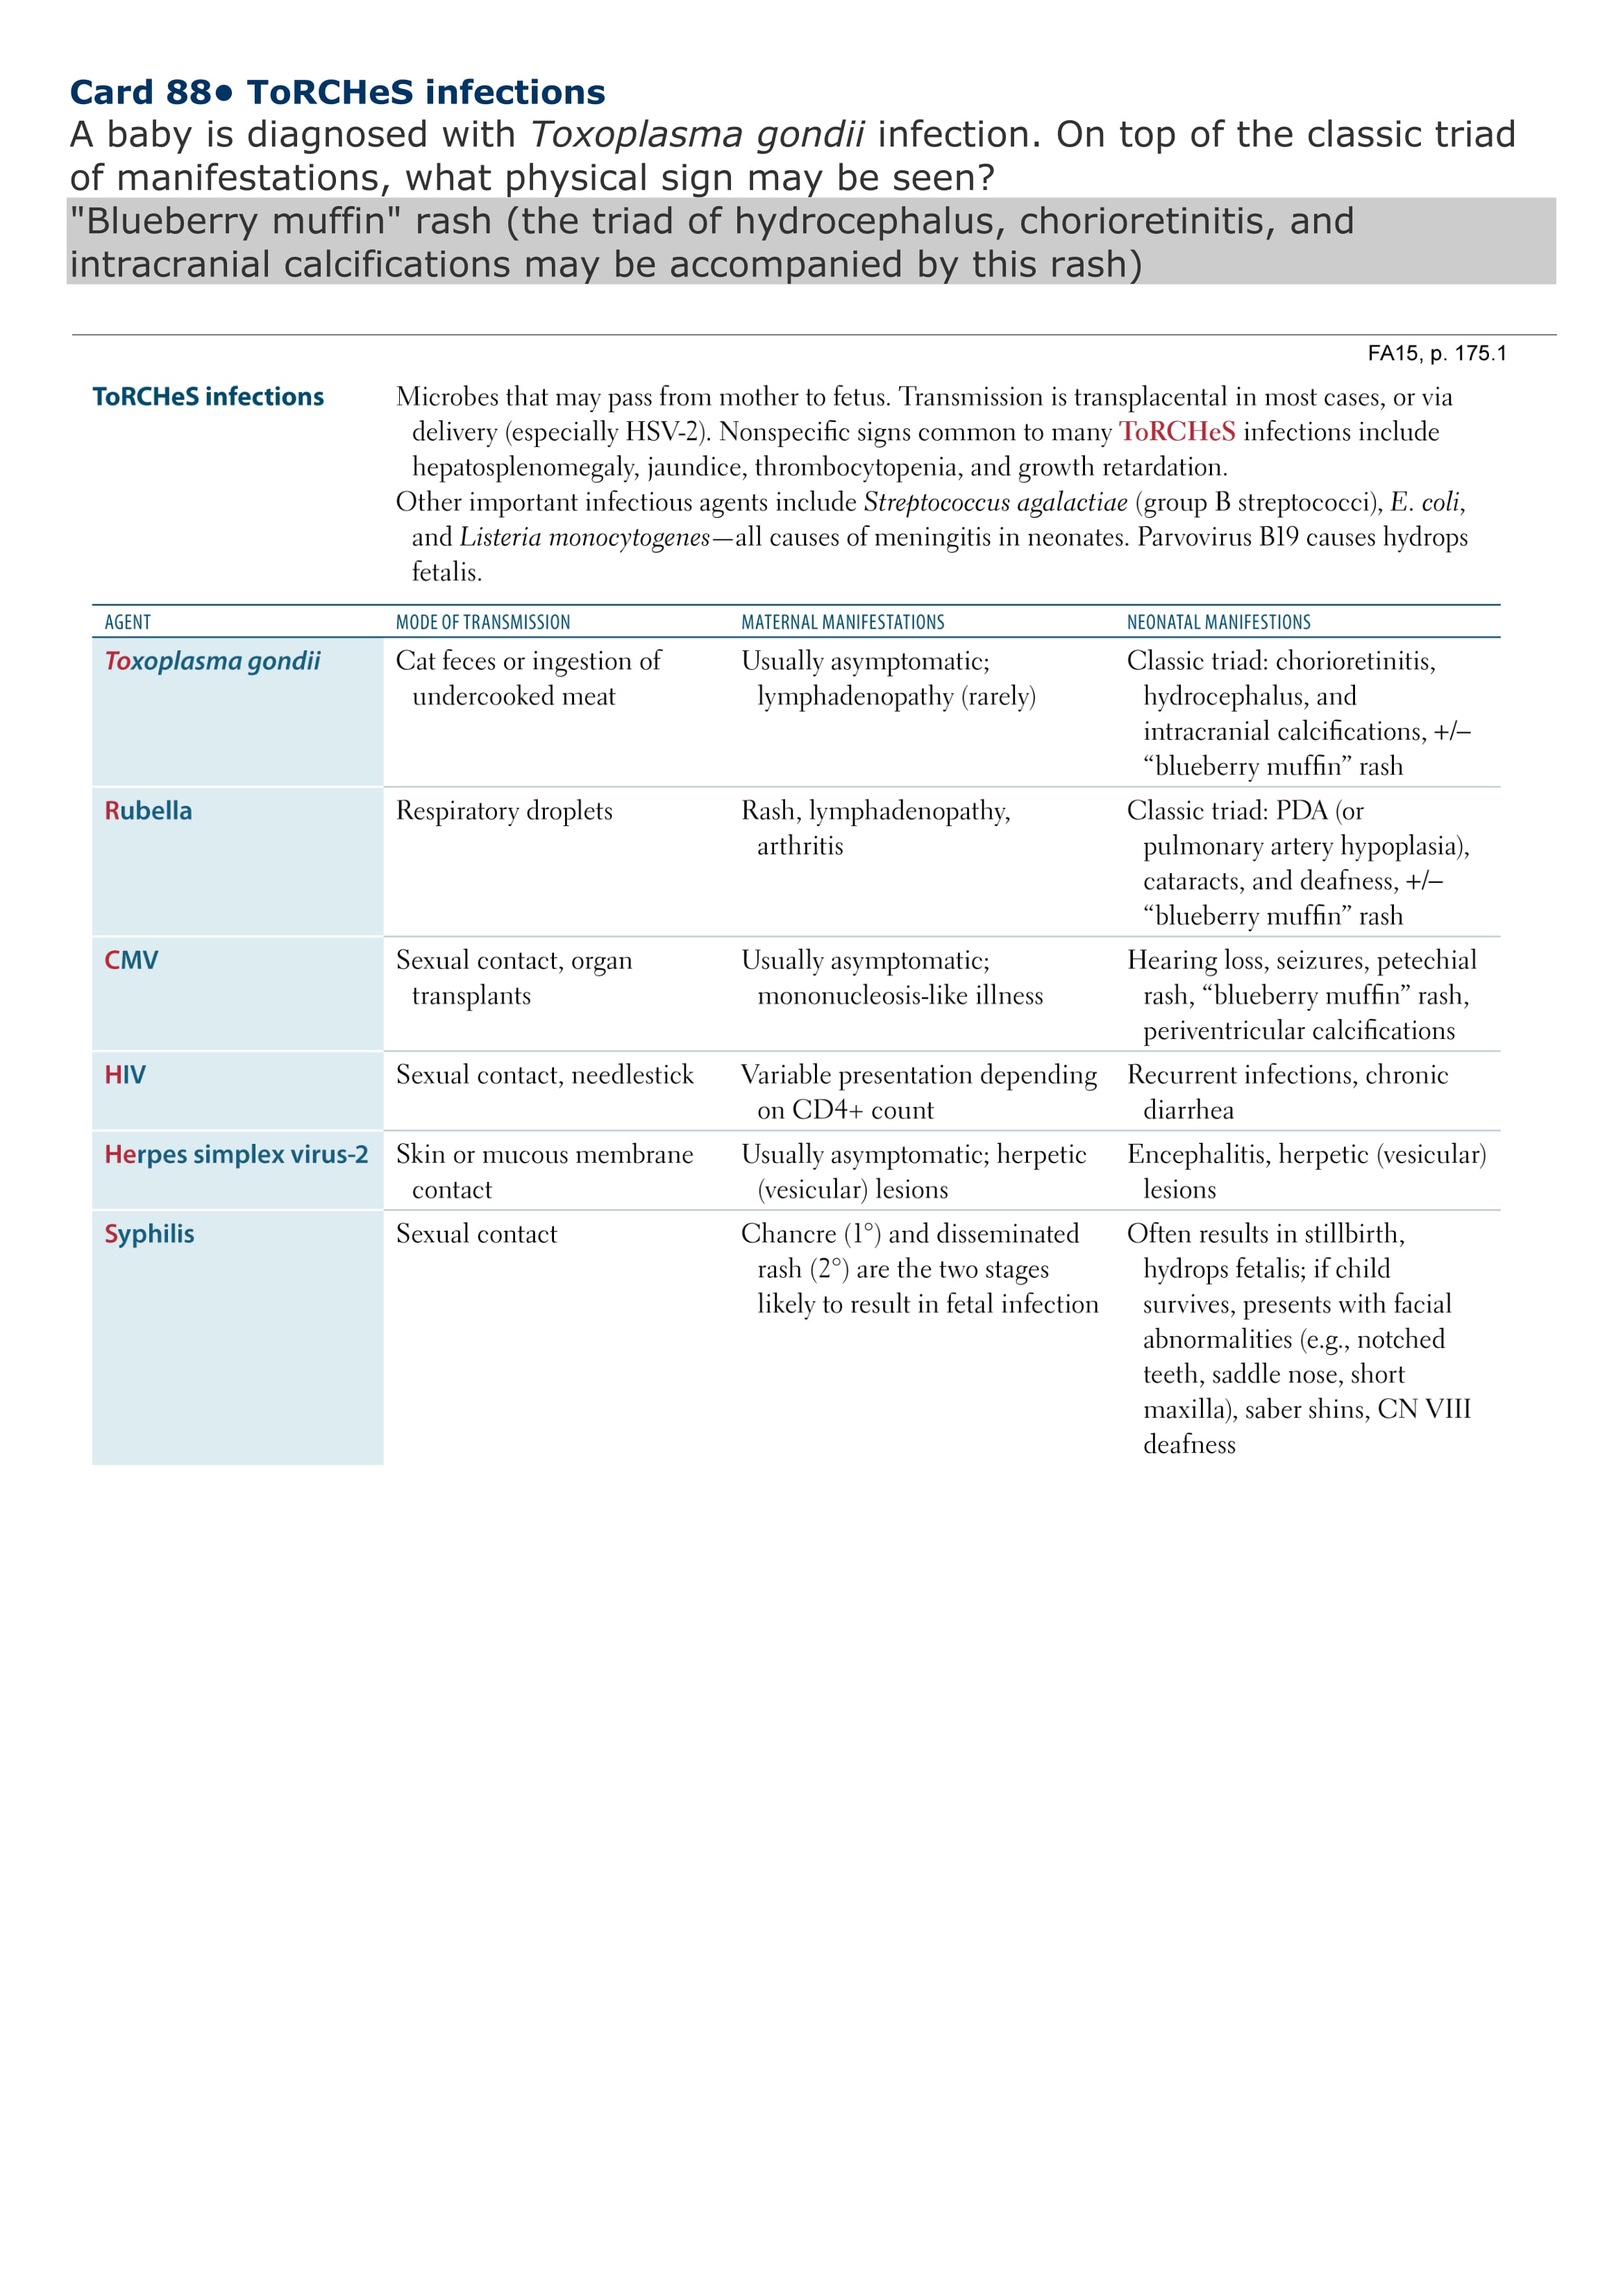 Card 88• ToRCHeS infections
A baby is diagnosed with Toxoplasma gondii infection. On top of the classic triad
of manifestations, what physical sign may be seen?
"Blueberry muffin" rash (the triad of hydrocephalus, chorioretinitis, and
intracranial calcifications may be accompanied by this rash)
FA15, p. 175.1
ToRCHeS infections
Microbes that may pass from mother to fetus. Transmission is transplacental in most cases, or via
delivery (especially HSV-2). Nonspecific signs common to many ToRCHeS infections include
hepatosplenomegaly, jaundice, thrombocytopenia, and growth retardation.
Other important infectious agents include Streptococcus agalactiae (group B streptococci), E. coli,
and Listeria monocytogenes—all causes of meningitis in neonates. Parvovirus B19 causes hydrops
fetalis.
AGENT
MODE OF TRANSMISSION
MATERNAL MANIFESTATIONS
NEONATAL MANIFESTIONS
Toxoplasma gondii
Cat feces or ingestion of
undercooked meat
Usually asymptomatic;
lymphadenopathy (rarely)
Classic triad: chorioretinitis,
hydrocephalus, and
intracranial calcifications, +/–
“blueberry muffin” rash
Rubella
Respiratory droplets
Rash, lymphadenopathy,
arthritis
Classic triad: PDA (or
pulmonary artery hypoplasia),
cataracts, and deafness, +/–
“blueberry muffin” rash
CMV
Sexual contact, organ
transplants
Usually asymptomatic;
mononucleosis-like illness
Hearing loss, seizures, petechial
rash, “blueberry muffin” rash,
periventricular calcifications
HIV
Sexual contact, needlestick
Variable presentation depending
on CD4+ count
Recurrent infections, chronic
diarrhea
Herpes simplex virus-2
Skin or mucous membrane
contact
Usually asymptomatic; herpetic
(vesicular) lesions
Encephalitis, herpetic (vesicular)
lesions
Syphilis
Sexual contact
Chancre (1°) and disseminated
rash (2°) are the two stages
likely to result in fetal infection
Often results in stillbirth,
hydrops fetalis; if child
survives, presents with facial
abnormalities (e.g., notched
teeth, saddle nose, short
maxilla), saber shins, CN VIII
deafness